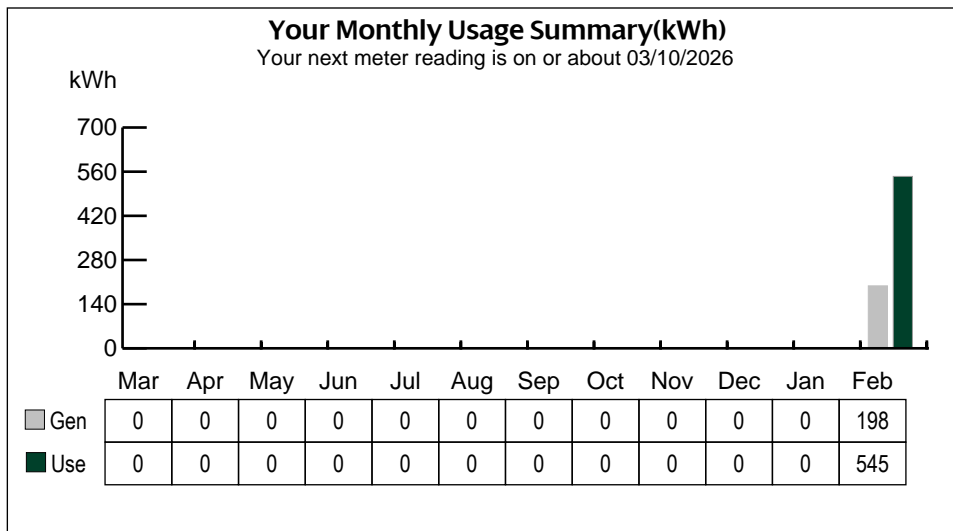 Your Monthly Usage Summary(kWh)
Your next meter reading is on or about 03/10/2026
kWh
700
560
420
280
140
0
Mar Apr May Jun Jul Aug Sep Oct Nov Dec Jan Feb
Gen 0 0 0 0 0 0 0 0 0 0 0 198
Use 0 0 0 0 0 0 0 0 0 0 0 545